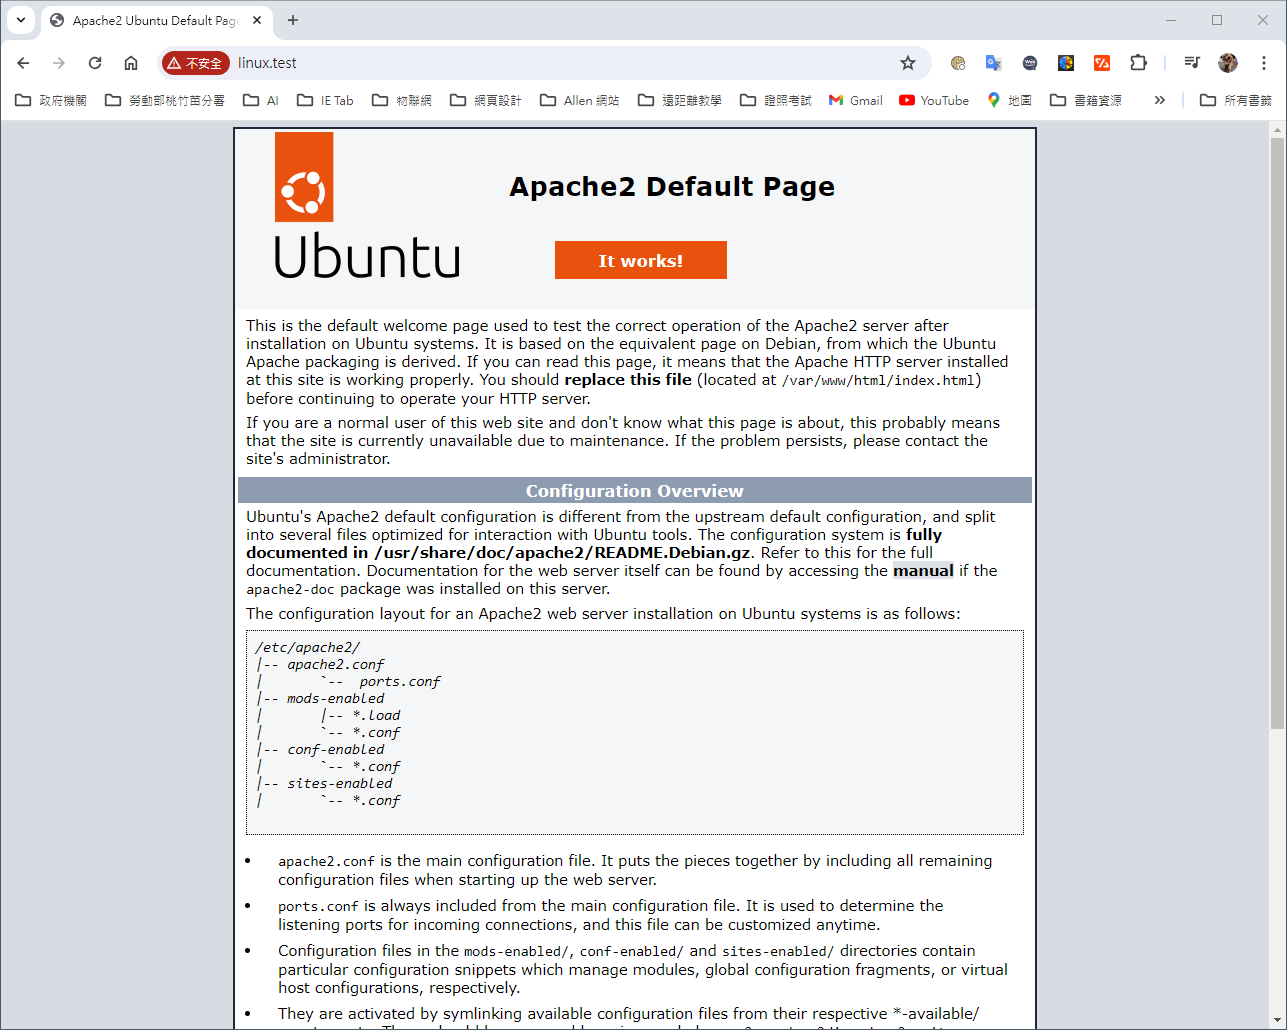 Apache2 Ubuntu Default Page
不安全
linux.test
政府機關
勞動部桃竹苗分署
AI
IE Tab
物聯網
網頁設計
Allen 網站
遠距離教學
證照考試
Gmail
YouTube
地圖
書籍資源
所有書籤
Ubuntu
Apache2 Default Page
It works!
This is the default welcome page used to test the correct operation of the Apache2 server after
installation on Ubuntu systems. It is based on the equivalent page on Debian, from which the Ubuntu
Apache packaging is derived. If you can read this page, it means that the Apache HTTP server installed
at this site is working properly. You should replace this file (located at /var/www/html/index.html)
before continuing to operate your HTTP server.
If you are a normal user of this web site and don't know what this page is about, this probably means
that the site is currently unavailable due to maintenance. If the problem persists, please contact the
site's administrator.
Configuration Overview
Ubuntu's Apache2 default configuration is different from the upstream default configuration, and split
into several files optimized for interaction with Ubuntu tools. The configuration system is fully
documented in /usr/share/doc/apache2/README.Debian.gz. Refer to this for the full
documentation. Documentation for the web server itself can be found by accessing the manual if the
apache2-doc package was installed on this server.
The configuration layout for an Apache2 web server installation on Ubuntu systems is as follows:
/etc/apache2/
|-- apache2.conf
|       `--  ports.conf
|-- mods-enabled
|       |-- *.load
|       `-- *.conf
|-- conf-enabled
|       `-- *.conf
|-- sites-enabled
|       `-- *.conf
• apache2.conf is the main configuration file. It puts the pieces together by including all remaining
configuration files when starting up the web server.
• ports.conf is always included from the main configuration file. It is used to determine the
listening ports for incoming connections, and this file can be customized anytime.
• Configuration files in the mods-enabled/, conf-enabled/ and sites-enabled/ directories contain
particular configuration snippets which manage modules, global configuration fragments, or virtual
host configurations, respectively.
• They are activated by symlinking available configuration files from their respective *-available/